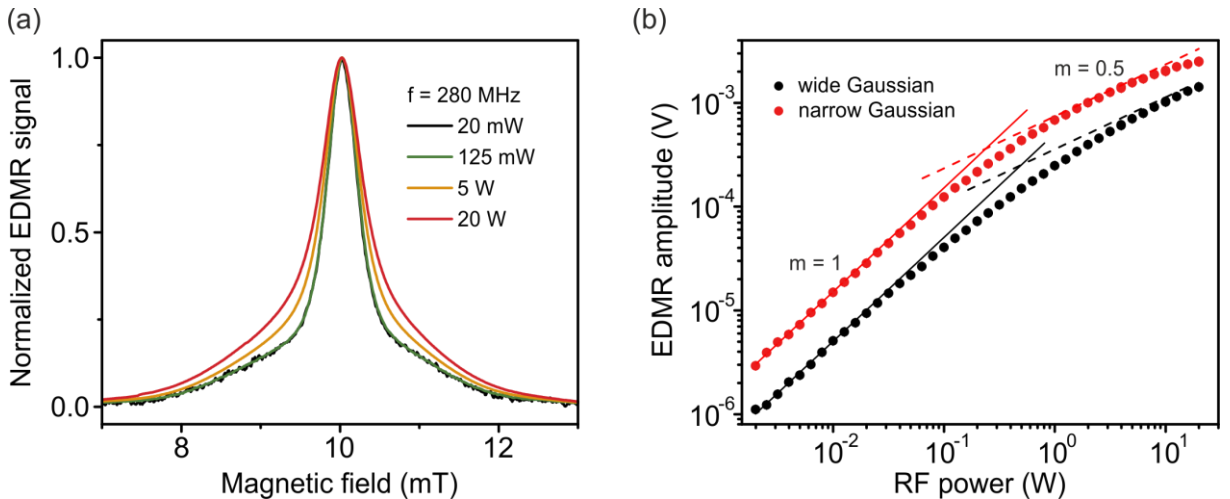 (a)
Normalized EDMR signal
1.0
0.5
0.0
f = 280 MHz
20 mW
125 mW
5 W
20 W
8
10
12
Magnetic field (mT)
(b)
EDMR amplitude (V)
10⁻³
10⁻⁴
10⁻⁵
10⁻⁶
wide Gaussian
narrow Gaussian
m = 0.5
m = 1
10⁻²
10⁻¹
10⁰
10¹
RF power (W)